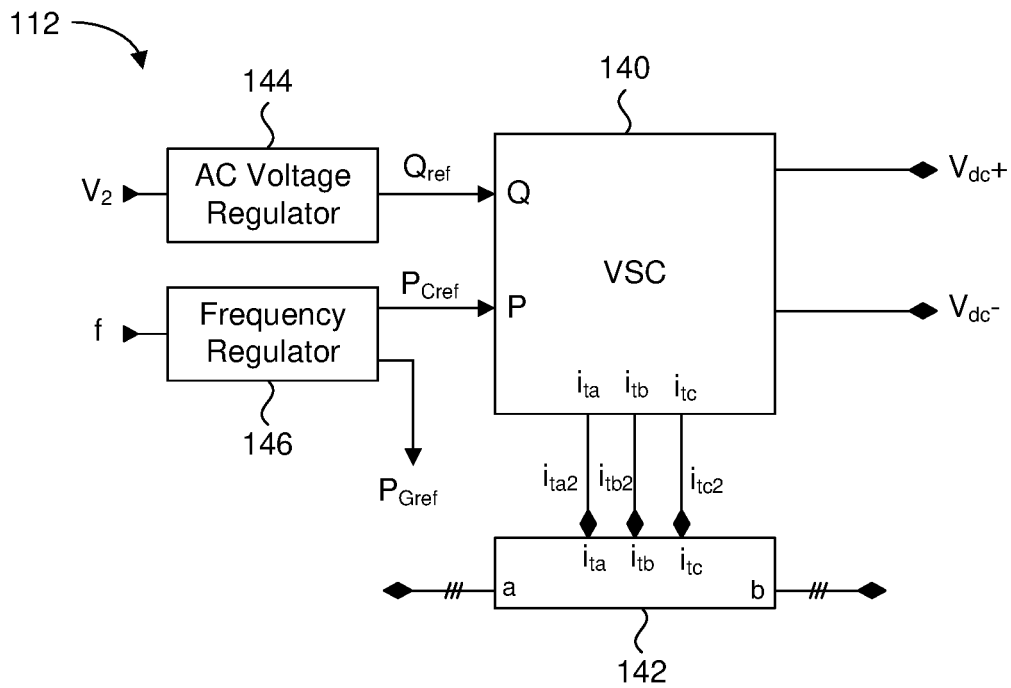 112
144
140
V₂
AC Voltage
Regulator
Q_ref
Q
V_dc+
VSC
P_Cref
P
f
Frequency
Regulator
V_dc-
146
P_Gref
i_ta i_tb i_tc
i_ta2 i_tb2 i_tc2
i_ta i_tb i_tc
a b
142